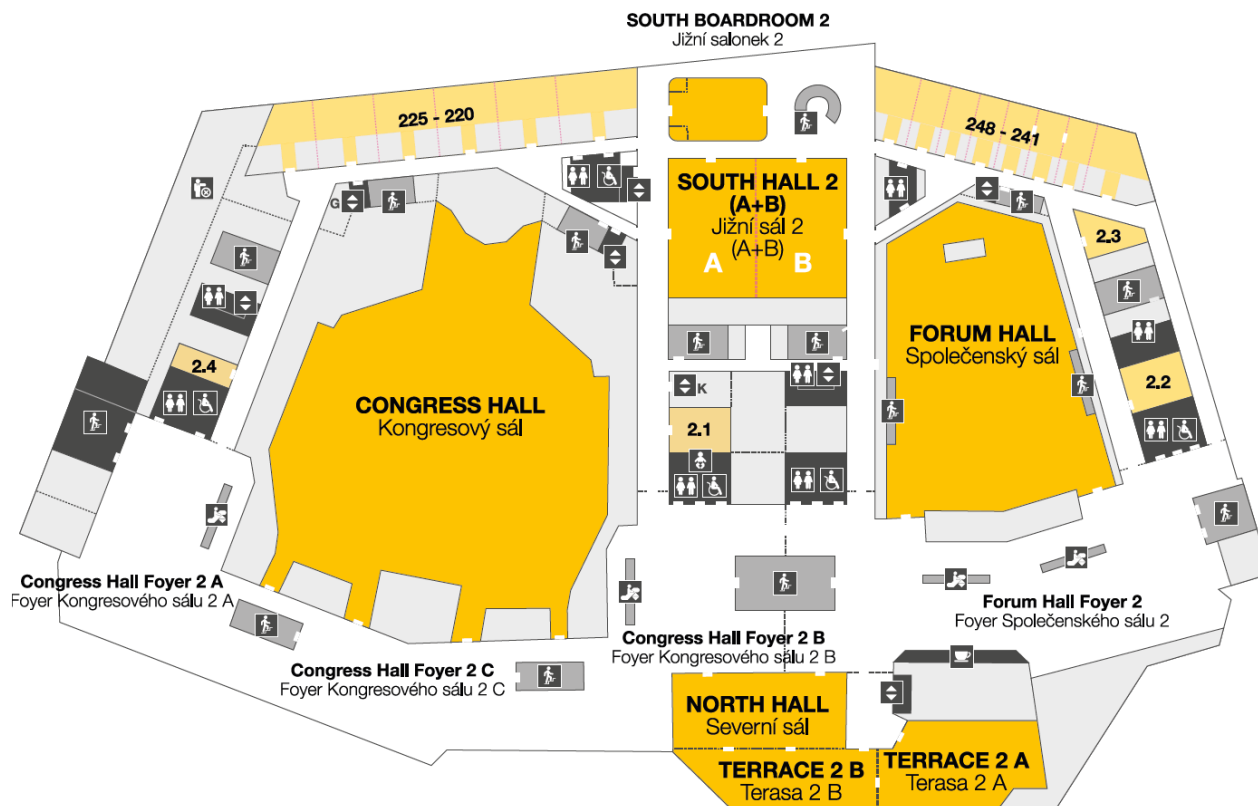 SOUTH BOARDROOM 2
Jižní salonek 2
225 - 220
248 - 241
SOUTH HALL 2
(A+B)
Jižní sál 2
(A+B)
A
B
G
2.3
FORUM HALL
Společenský sál
2.4
K
2.2
CONGRESS HALL
Kongresový sál
2.1
Congress Hall Foyer 2 A
Foyer Kongresového sálu 2 A
Forum Hall Foyer 2
Foyer Společenského sálu 2
Congress Hall Foyer 2 B
Foyer Kongresového sálu 2 B
Congress Hall Foyer 2 C
Foyer Kongresového sálu 2 C
NORTH HALL
Severní sál
TERRACE 2 B
Terasa 2 B
TERRACE 2 A
Terasa 2 A